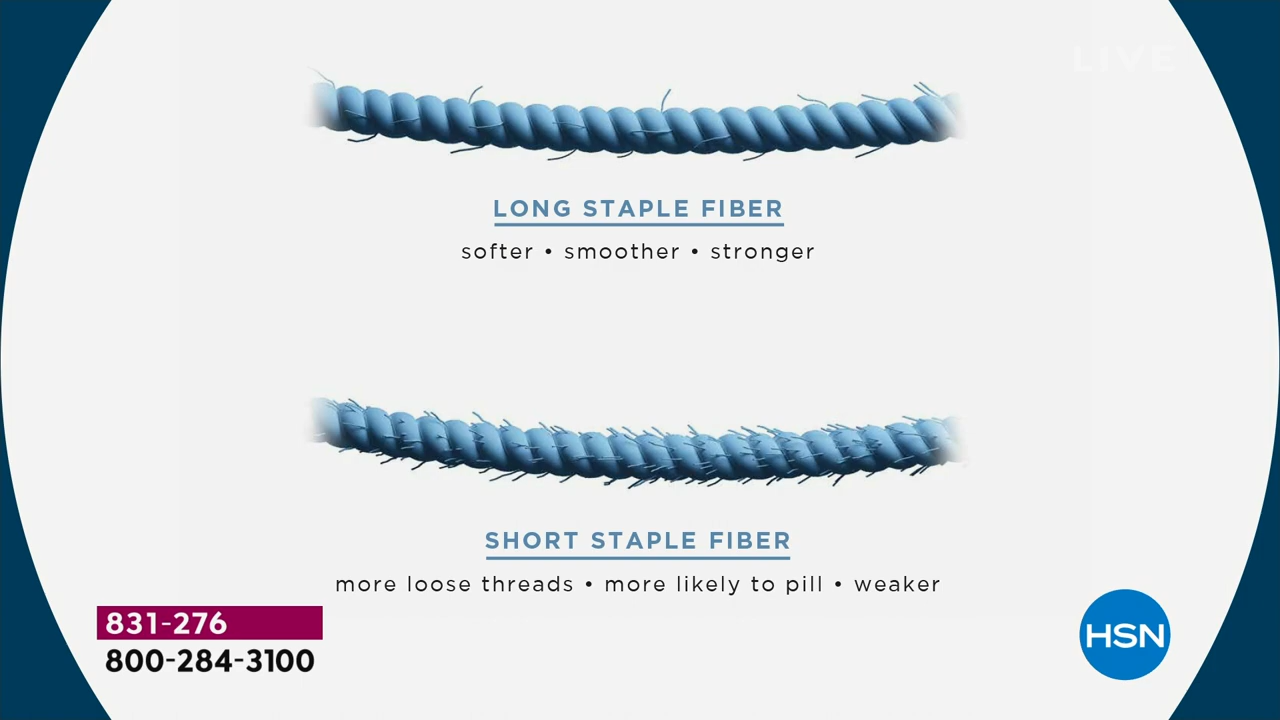 LIVE
LONG STAPLE FIBER
softer • smoother • stronger
SHORT STAPLE FIBER
more loose threads • more likely to pill • weaker
831-276
800-284-3100
HSN